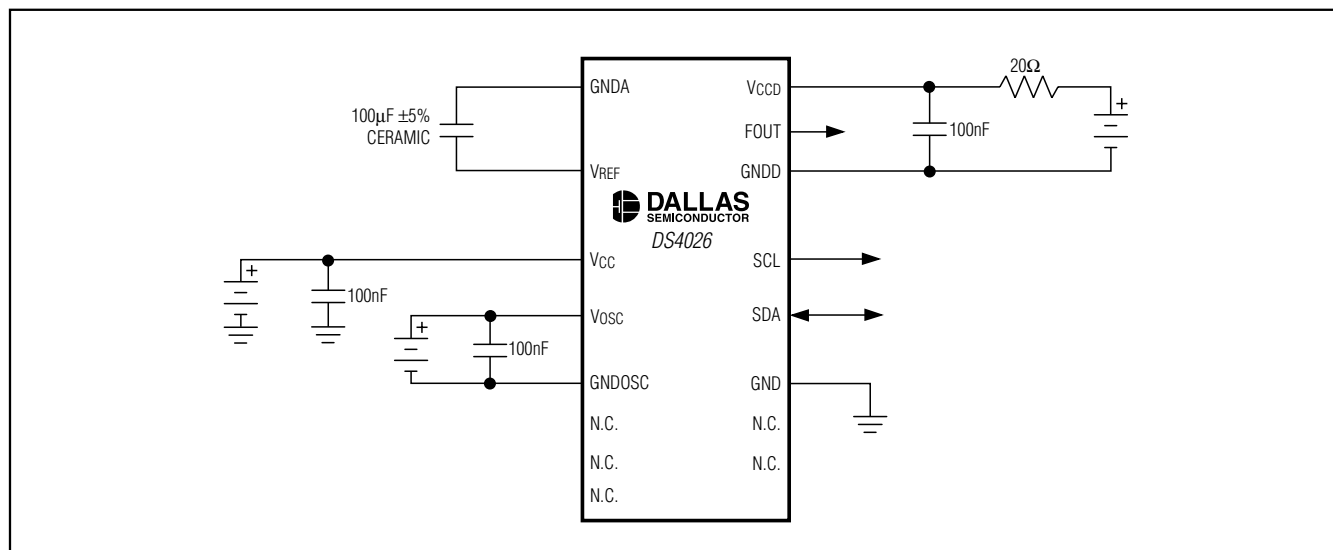 GNDA
100µF ±5%
CERAMIC
VREF
VCC
+
100nF
VOSC
+
100nF
GNDOSC
N.C.
N.C.
N.C.
DALLAS
SEMICONDUCTOR
DS4026
VCCD
20Ω
+
FOUT
100nF
GNDD
SCL
SDA
GND
N.C.
N.C.